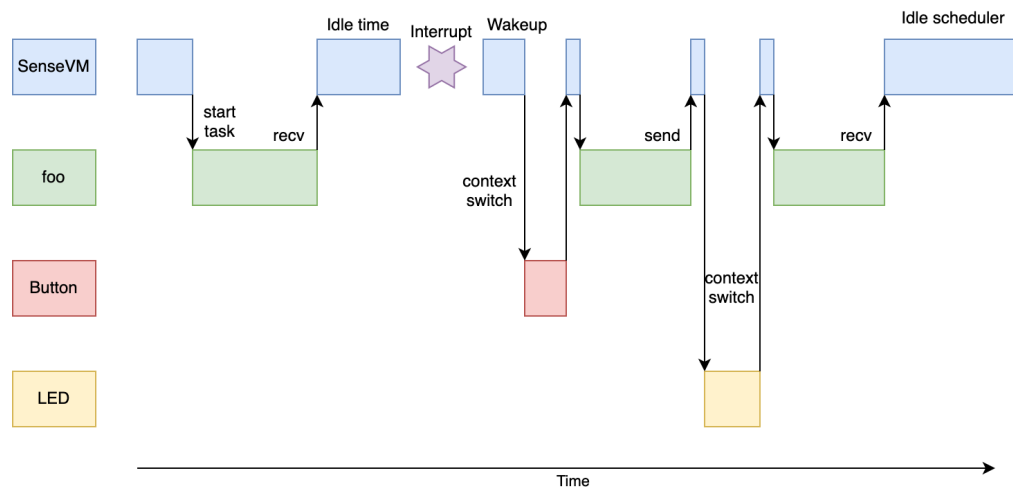 Idle time
Interrupt
Wakeup
Idle scheduler
SenseVM
start
task
recv
send
recv
foo
context
switch
Button
context
switch
LED
Time